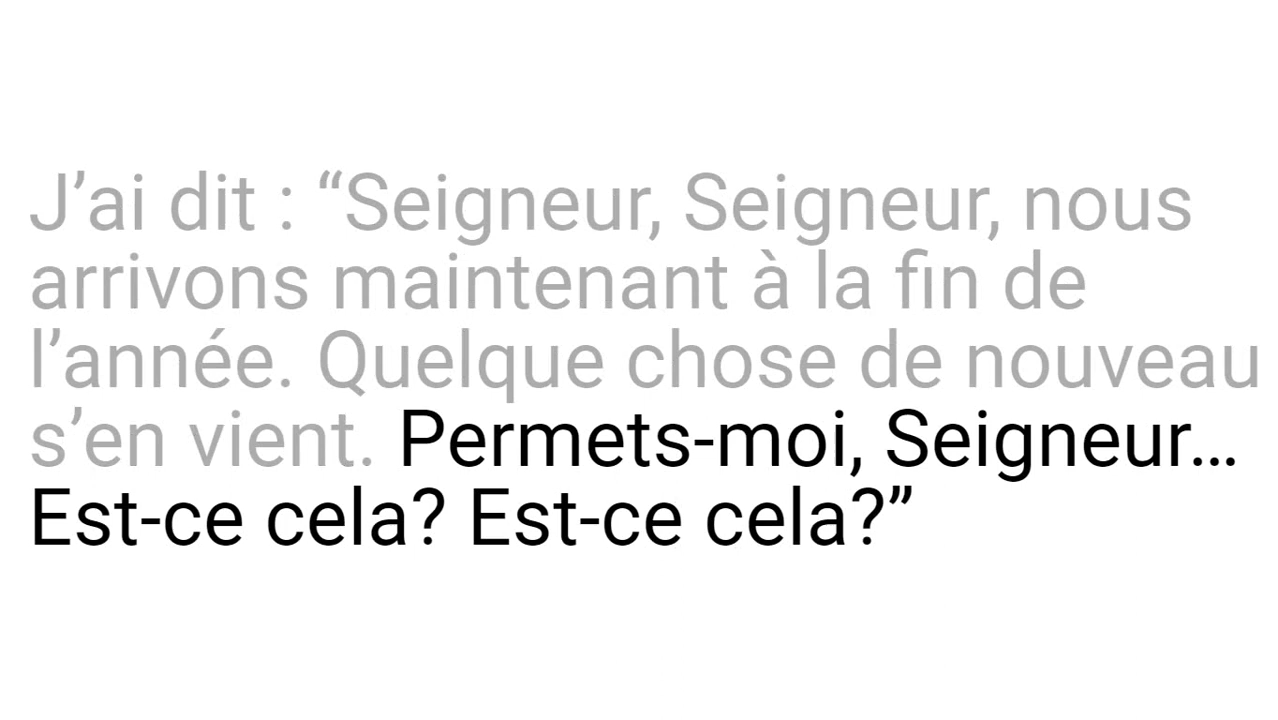 J’ai dit : “Seigneur, Seigneur, nous
arrivons maintenant à la fin de
l’année. Quelque chose de nouveau
s’en vient. Permets-moi, Seigneur…
Est-ce cela? Est-ce cela?”